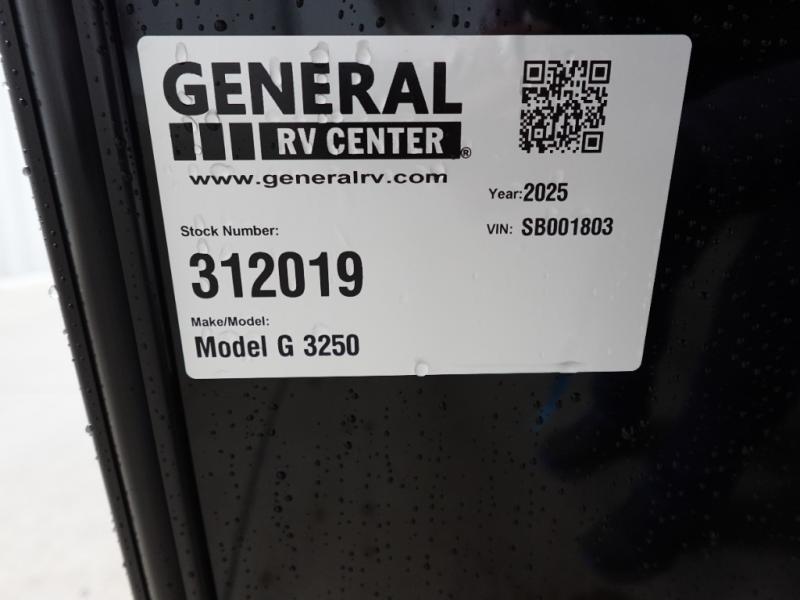 GENERAL
RV CENTER®
www.generalrv.com
Year: 2025
VIN: SB001803
Stock Number:
312019
Make/Model:
Model G 3250